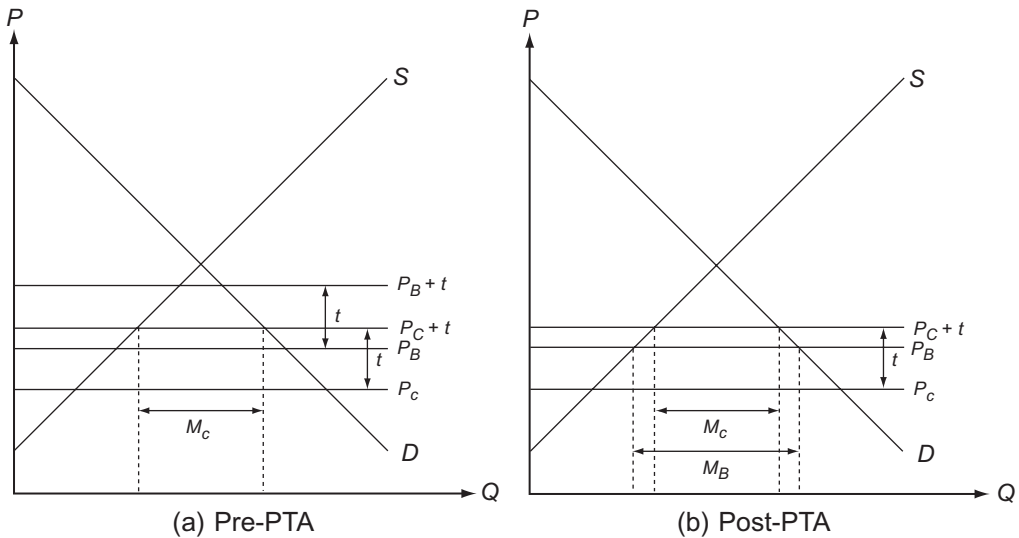 P
S
P_B + t
t
P_C + t
P_B
t
P_c
M_c
D
Q
(a) Pre-PTA
P
S
P_C + t
P_B
t
P_c
M_c
M_B
D
Q
(b) Post-PTA